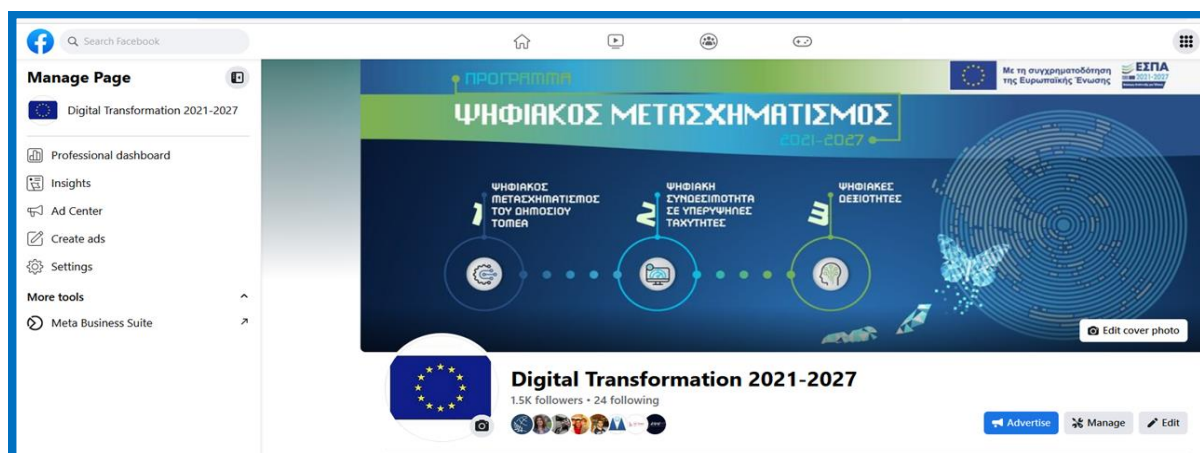 Search Facebook
Manage Page
Digital Transformation 2021-2027
Professional dashboard
Insights
Ad Center
Create ads
Settings
More tools
Meta Business Suite
ΠΡΟΓΡΑΜΜΑ
ΨΗΦΙΑΚΟΣ ΜΕΤΑΣΧΗΜΑΤΙΣΜΟΣ
2021-2027
Με τη συγχρηματοδότηση
της Ευρωπαϊκής Ένωσης
ΕΣΠΑ
2021-2027
1
ΨΗΦΙΑΚΟΣ
ΜΕΤΑΣΧΗΜΑΤΙΣΜΟΣ
ΤΟΥ ΔΗΜΟΣΙΟΥ
ΤΟΜΕΑ
2
ΨΗΦΙΑΚΗ
ΣΥΝΔΕΣΙΜΟΤΗΤΑ
ΣΕ ΥΠΕΡΥΨΗΛΕΣ
ΤΑΧΥΤΗΤΕΣ
3
ΨΗΦΙΑΚΕΣ
ΔΕΞΙΟΤΗΤΕΣ
Edit cover photo
Digital Transformation 2021-2027
1.5K followers • 24 following
Advertise
Manage
Edit